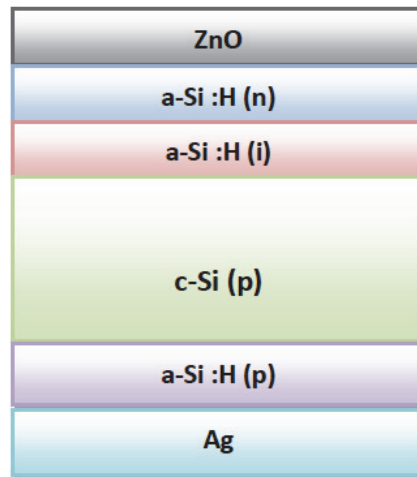 ZnO
a-Si :H (n)
a-Si :H (i)
c-Si (p)
a-Si :H (p)
Ag